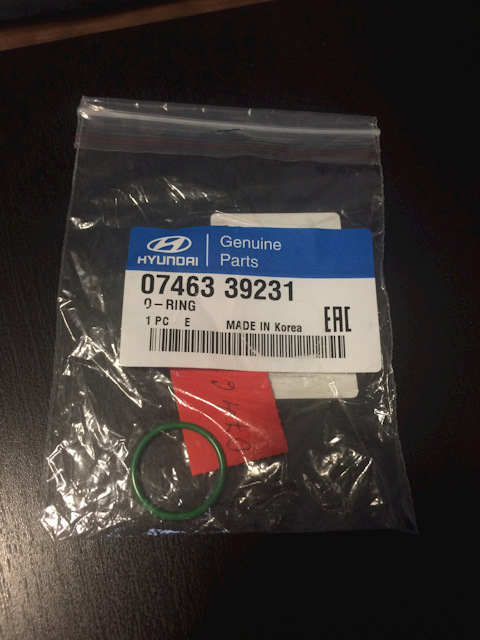 HYUNDAI
Genuine
Parts
07463 39231
O-RING
1 PC E MADE IN Korea
EAC